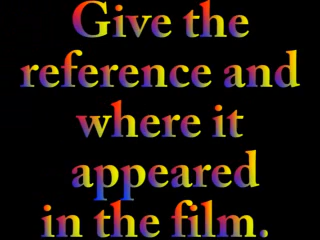 Give the
reference and
where it
appeared
in the film.